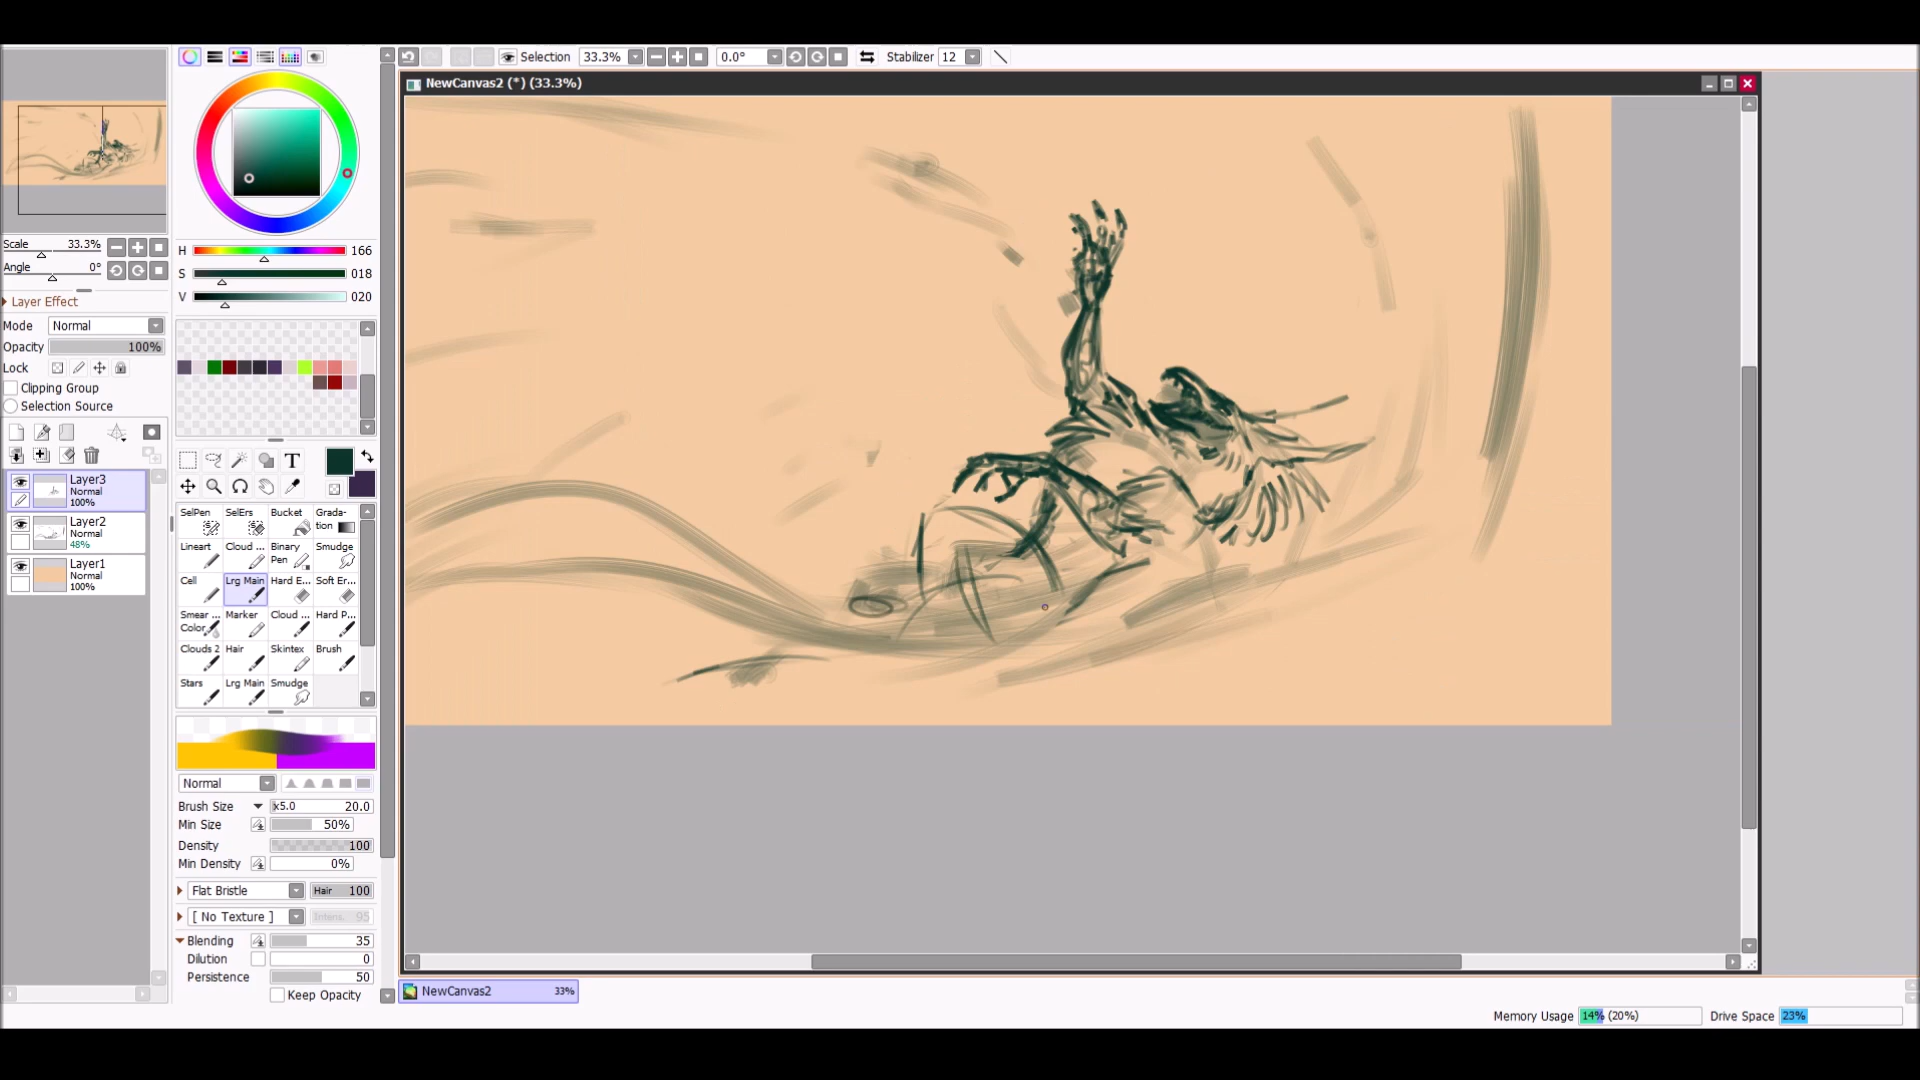 Selection 33.3% 0.0° Stabilizer 12
NewCanvas2 (*) (33.3%)
Scale 33.3%
Angle 0°
Layer Effect
Mode Normal
Opacity 100%
Lock
Clipping Group
Selection Source
Layer3
Normal
100%
Layer2
Normal
48%
Layer1
Normal
100%
H 166
S 018
V 020
T
SelPen SelErs Bucket Grada-
tion
Lineart Cloud ... Binary Smudge
Pen
Cell Lrg Main Hard E... Soft Er...
Smear ... Marker Cloud ... Hard P...
Color
Clouds 2 Hair Skintex Brush
Stars Lrg Main Smudge
Normal
Brush Size x5.0 20.0
Min Size 50%
Density 100
Min Density 0%
Flat Bristle Hair 100
[ No Texture ] Intens. 95
Blending 35
Dilution 0
Persistence 50
Keep Opacity
NewCanvas2 33%
Memory Usage 14% (20%) Drive Space 23%